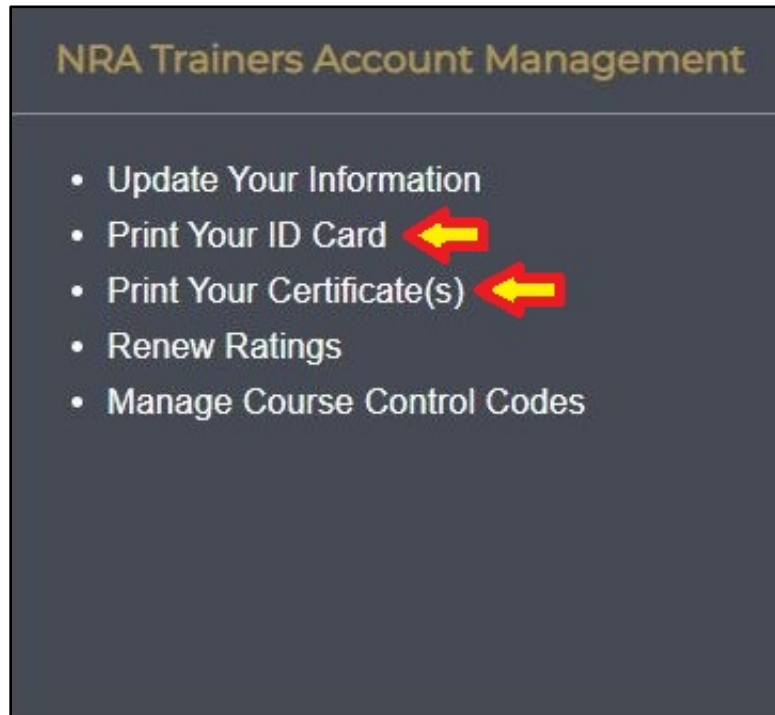 NRA Trainers Account Management
• Update Your Information
• Print Your ID Card
• Print Your Certificate(s)
• Renew Ratings
• Manage Course Control Codes